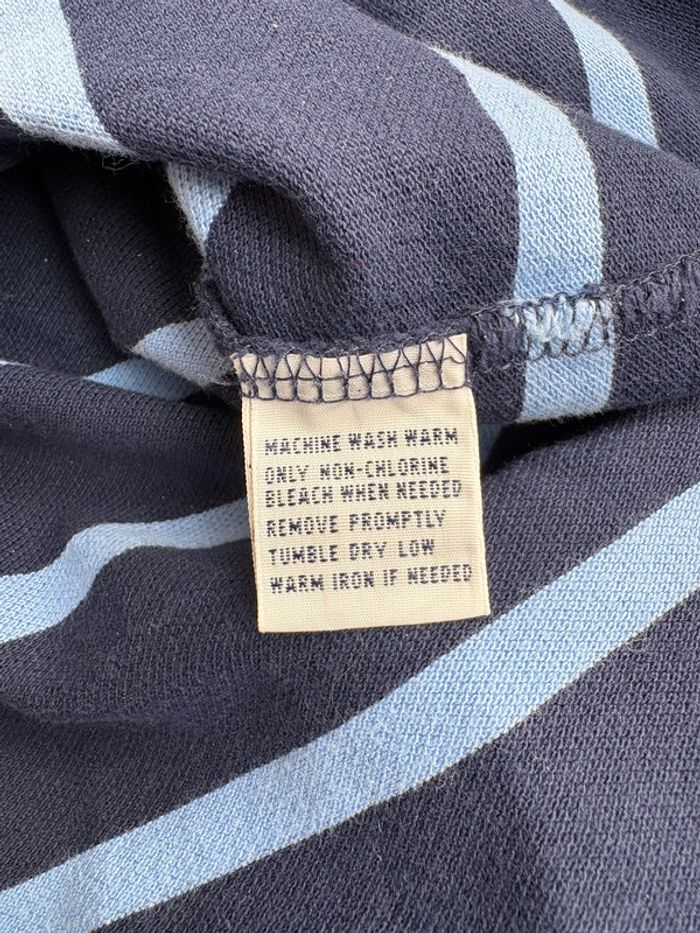 MACHINE WASH WARM
ONLY NON-CHLORINE
BLEACH WHEN NEEDED
REMOVE PROMPTLY
TUMBLE DRY LOW
WARM IRON IF NEEDED